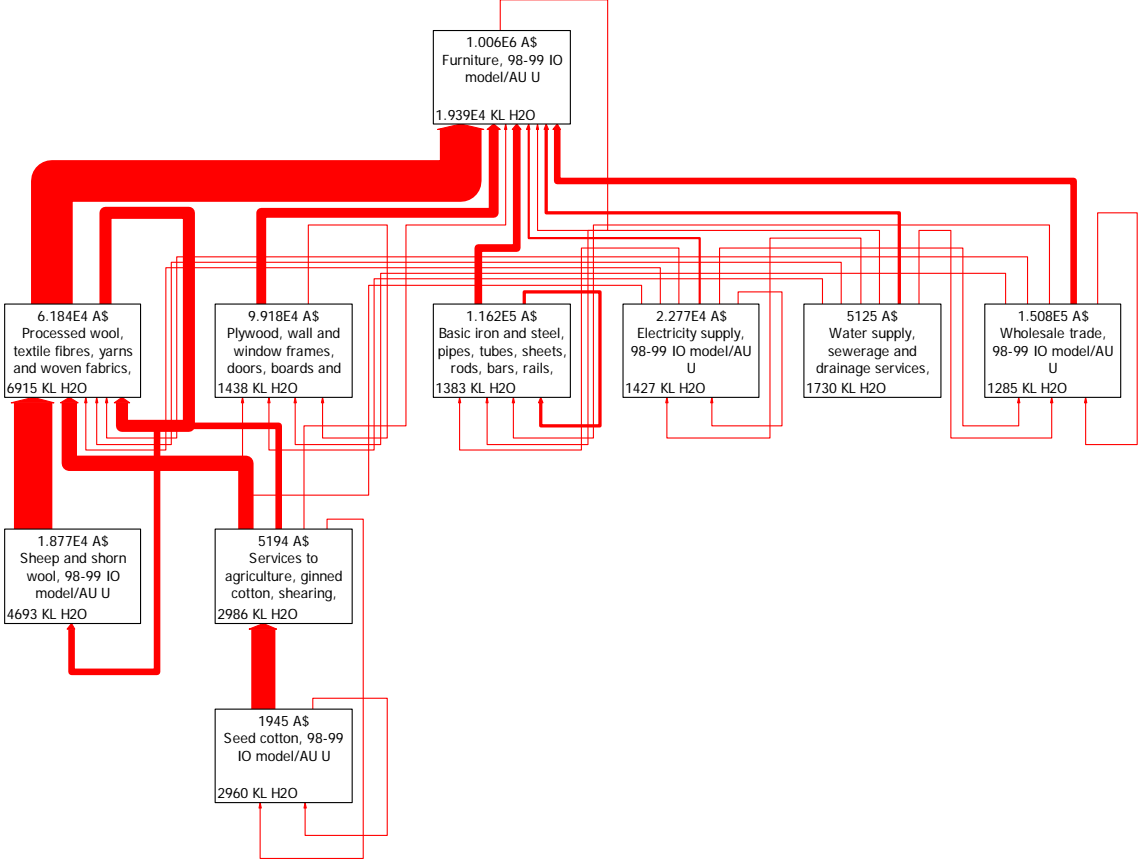 1.006E6 A$
Furniture, 98-99 IO
model/AU U
1.939E4 KL H2O
6.184E4 A$
Processed wool,
textile fibres, yarns
and woven fabrics,
6915 KL H2O
9.918E4 A$
Plywood, wall and
window frames,
doors, boards and
1438 KL H2O
1.162E5 A$
Basic iron and steel,
pipes, tubes, sheets,
rods, bars, rails,
1383 KL H2O
2.277E4 A$
Electricity supply,
98-99 IO model/AU
U
1427 KL H2O
5125 A$
Water supply,
sewerage and
drainage services,
1730 KL H2O
1.508E5 A$
Wholesale trade,
98-99 IO model/AU
U
1285 KL H2O
1.877E4 A$
Sheep and shorn
wool, 98-99 IO
model/AU U
4693 KL H2O
5194 A$
Services to
agriculture, ginned
cotton, shearing,
2986 KL H2O
1945 A$
Seed cotton, 98-99
IO model/AU U
2960 KL H2O